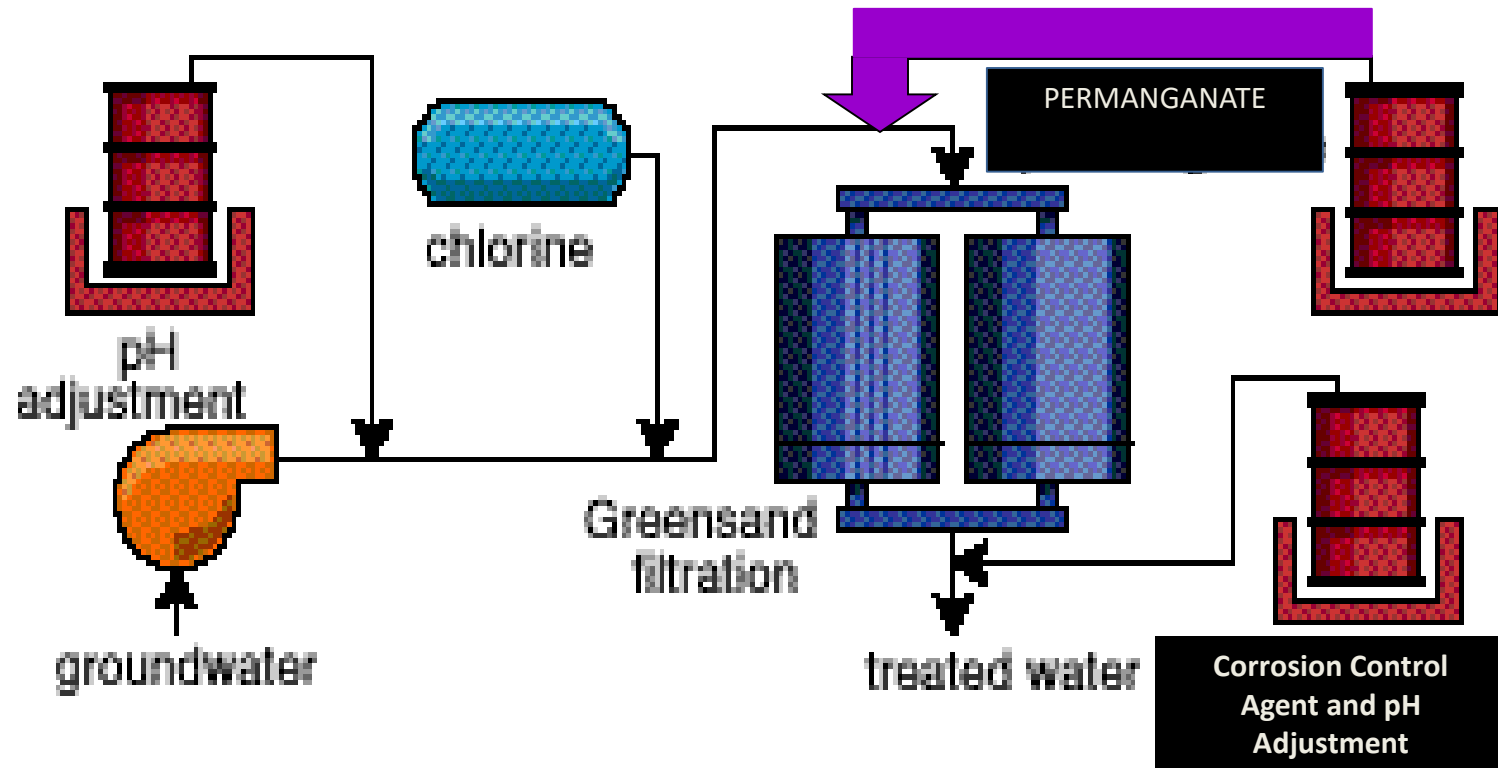 PERMANGANATE
chlorine
pH
adjustment
Greensand
filtration
groundwater
treated water
Corrosion Control
Agent and pH
Adjustment